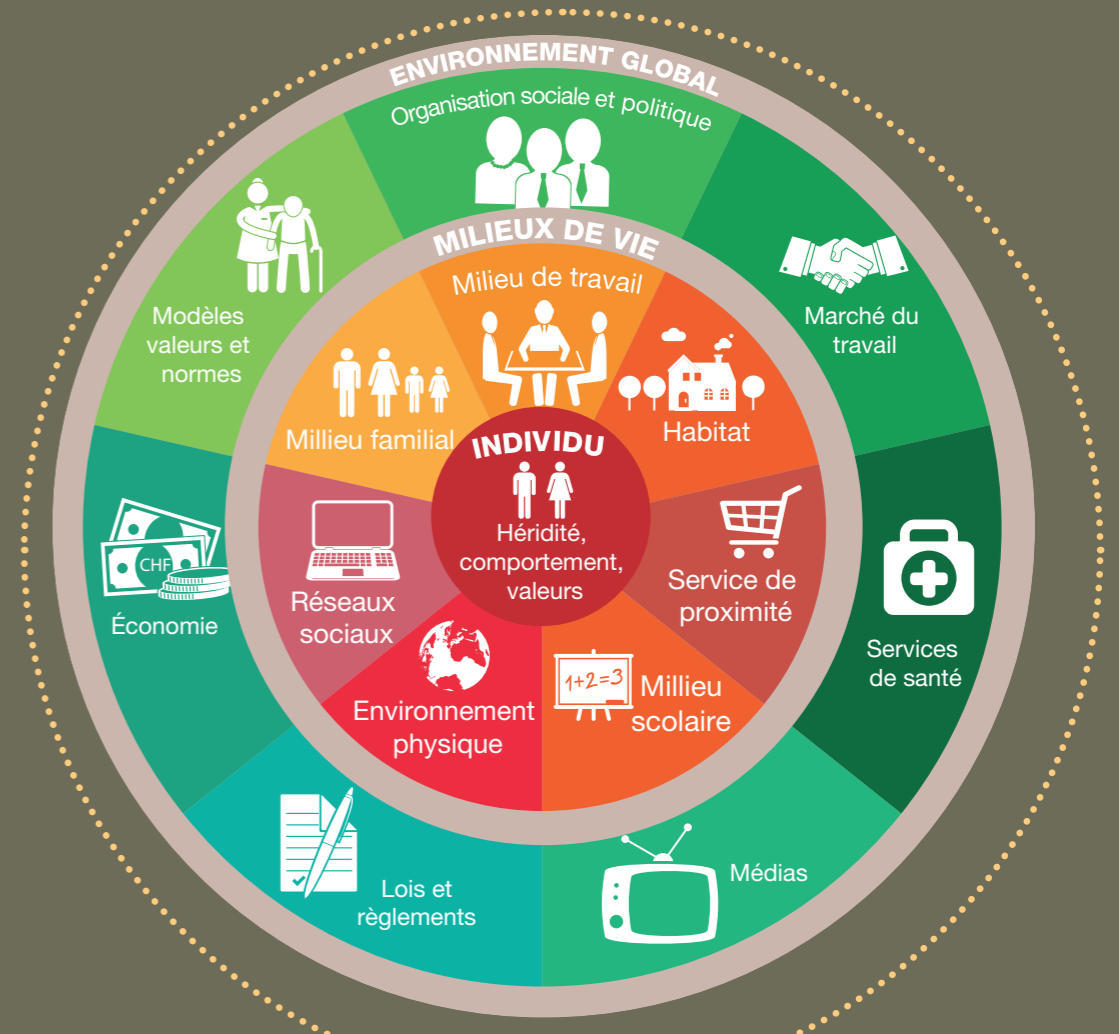 ENVIRONNEMENT GLOBAL
Organisation sociale et politique
Modèles
valeurs et
normes
Marché du
travail
Économie
CHF
Services
de santé
Lois et
règlements
Médias
MILIEUX DE VIE
Milieu de travail
Millieu familial
Habitat
Réseaux
sociaux
Service de
proximité
Environnement
physique
1+2=3
Millieu
scolaire
INDIVIDU
Héridité,
comportement,
valeurs